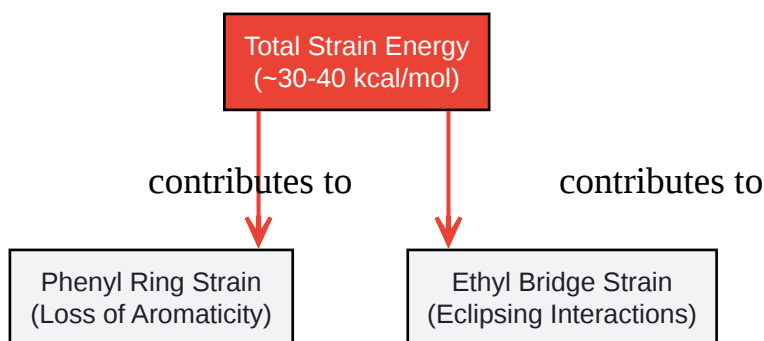 Total Strain Energy
(~30-40 kcal/mol)
contributes to
contributes to
Phenyl Ring Strain
(Loss of Aromaticity)
Ethyl Bridge Strain
(Eclipsing Interactions)